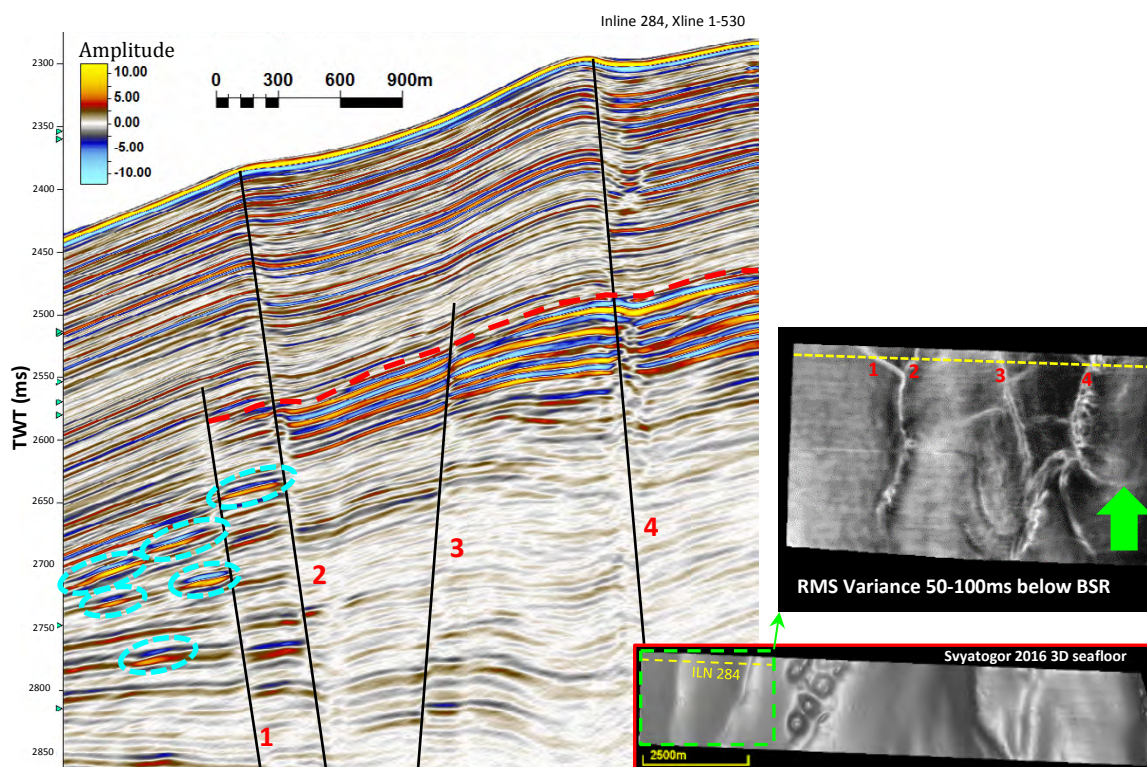 Inline 284, Xline 1-530
Amplitude
10.00
5.00
0.00
-5.00
-10.00
0 300 600 900m
TWT (ms)
2300
2350
2400
2450
2500
2550
2600
2650
2700
2750
2800
2850
1
2
3
4
1 2 3 4
RMS Variance 50-100ms below BSR
Svyatogor 2016 3D seafloor
ILN 284
2500m